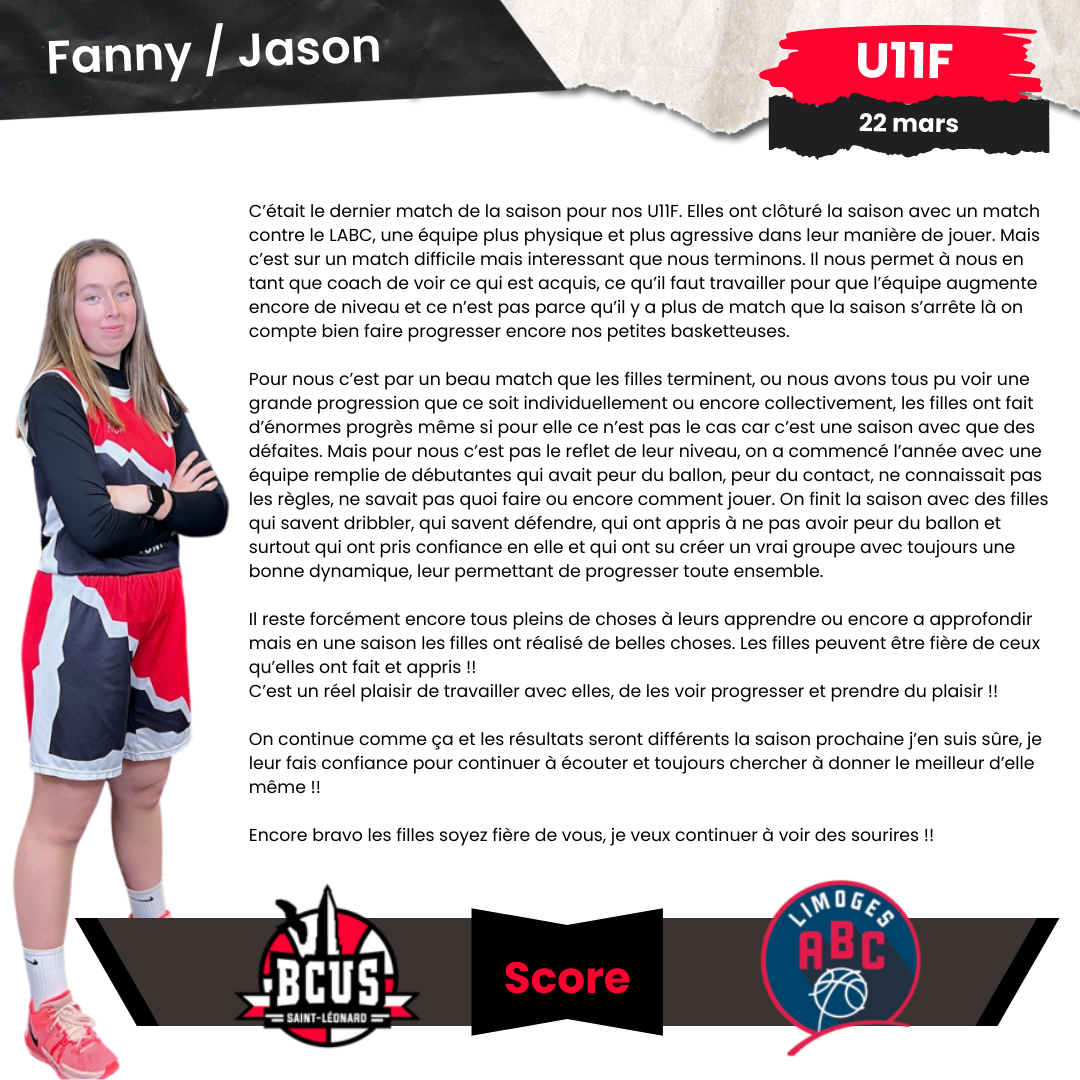 Fanny / Jason
U11F
22 mars
C’était le dernier match de la saison pour nos U11F. Elles ont clôturé la saison avec un match
contre le LABC, une équipe plus physique et plus agressive dans leur manière de jouer. Mais
c’est sur un match difficile mais interessant que nous terminons. Il nous permet à nous en
tant que coach de voir ce qui est acquis, ce qu’il faut travailler pour que l’équipe augmente
encore de niveau et ce n’est pas parce qu’il y a plus de match que la saison s’arrête là on
compte bien faire progresser encore nos petites basketteuses.
Pour nous c’est par un beau match que les filles terminent, ou nous avons tous pu voir une
grande progression que ce soit individuellement ou encore collectivement, les filles ont fait
d’énormes progrès même si pour elle ce n’est pas le cas car c’est une saison avec que des
défaites. Mais pour nous c’est pas le reflet de leur niveau, on a commencé l’année avec une
équipe remplie de débutantes qui avait peur du ballon, peur du contact, ne connaissait pas
les règles, ne savait pas quoi faire ou encore comment jouer. On finit la saison avec des filles
qui savent dribbler, qui savent défendre, qui ont appris à ne pas avoir peur du ballon et
surtout qui ont pris confiance en elle et qui ont su créer un vrai groupe avec toujours une
bonne dynamique, leur permettant de progresser toute ensemble.
Il reste forcément encore tous pleins de choses à leurs apprendre ou encore a approfondir
mais en une saison les filles ont réalisé de belles choses. Les filles peuvent être fière de ceux
qu’elles ont fait et appris !!
C’est un réel plaisir de travailler avec elles, de les voir progresser et prendre du plaisir !!
On continue comme ça et les résultats seront différents la saison prochaine j’en suis sûre, je
leur fais confiance pour continuer à écouter et toujours chercher à donner le meilleur d’elle
même !!
Encore bravo les filles soyez fière de vous, je veux continuer à voir des sourires !!
BCUS
SAINT-LÉONARD
Score
LIMOGES
ABC